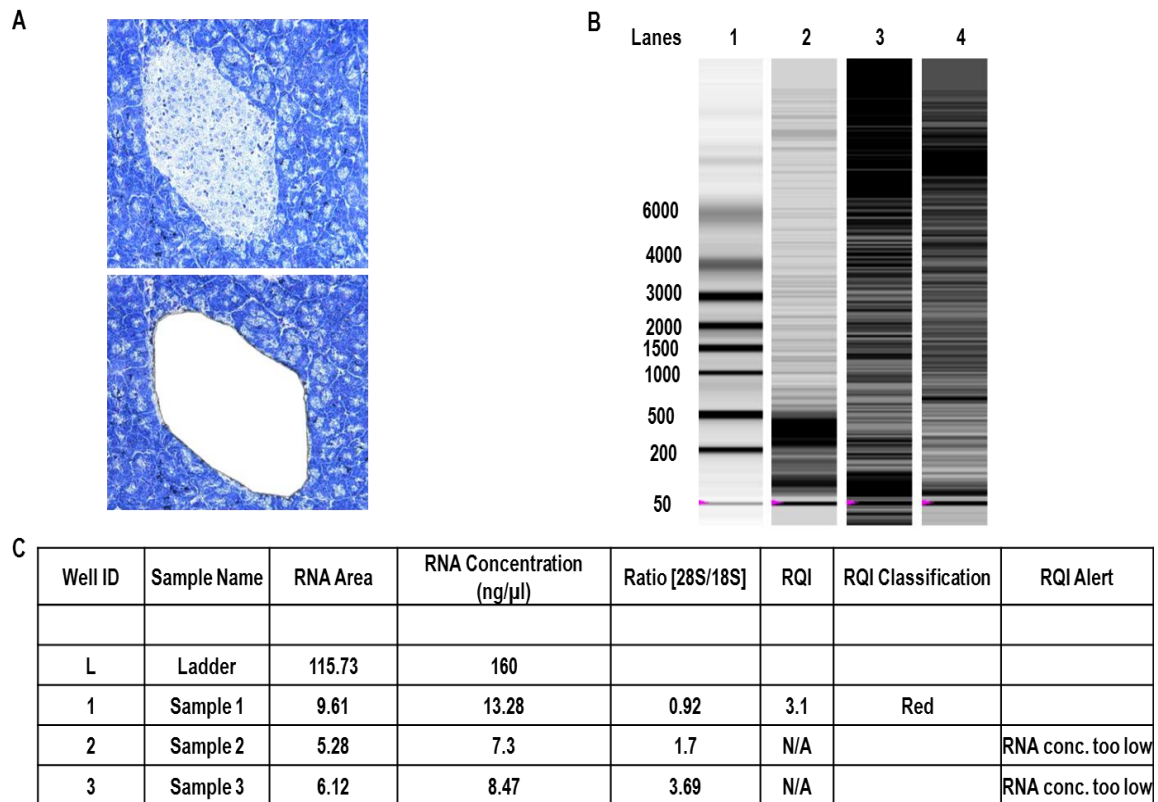 A
B
Lanes 1 2 3 4
6000
4000
3000
2000
1500
1000
500
200
50
C
Well ID Sample Name RNA Area RNA Concentration (ng/µl) Ratio [28S/18S] RQI RQI Classification RQI Alert
L Ladder 115.73 160
1 Sample 1 9.61 13.28 0.92 3.1 Red
2 Sample 2 5.28 7.3 1.7 N/A RNA conc. too low
3 Sample 3 6.12 8.47 3.69 N/A RNA conc. too low